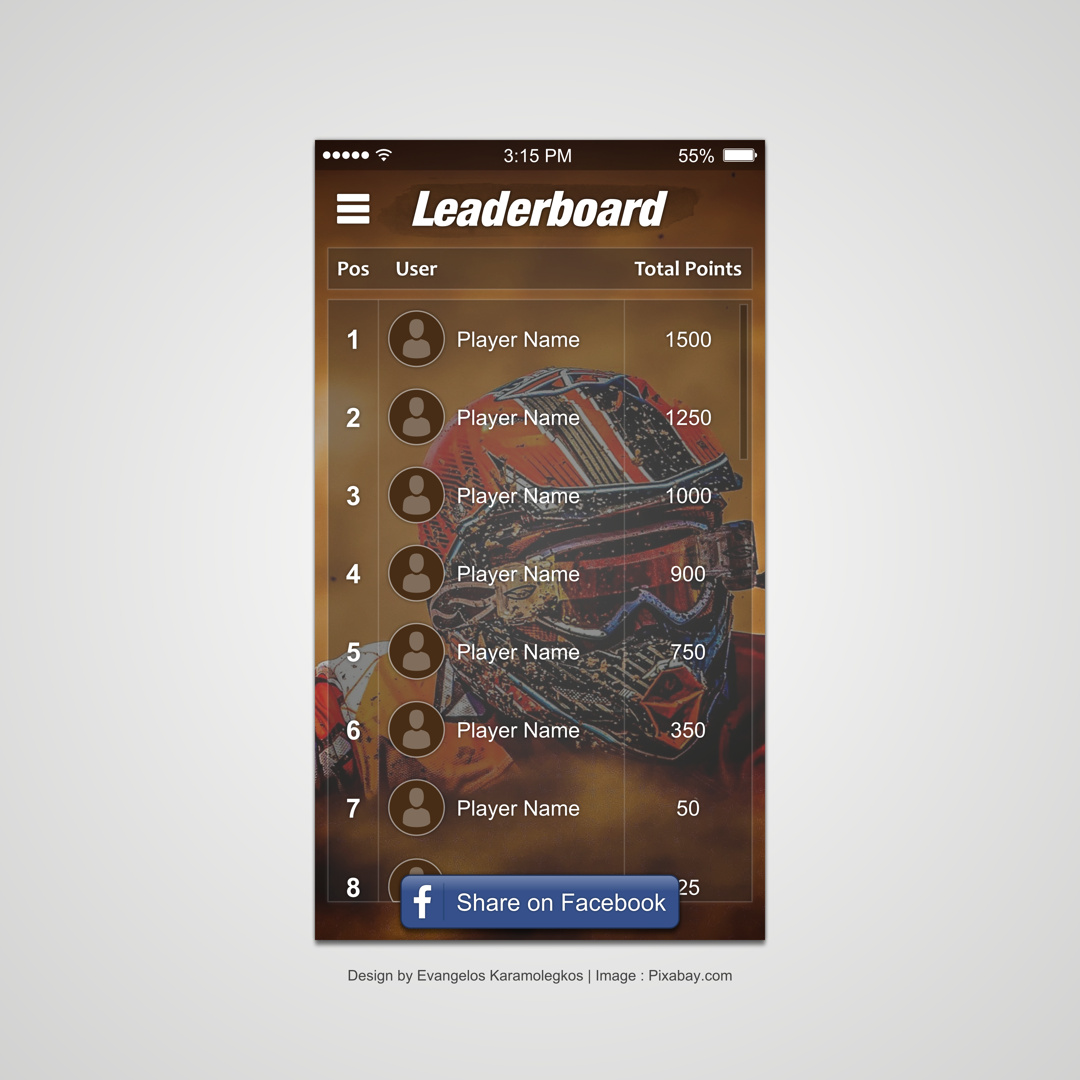 3:15 PM 55%
Leaderboard
Pos User Total Points
1 Player Name 1500
2 Player Name 1250
3 Player Name 1000
4 Player Name 900
5 Player Name 750
6 Player Name 350
7 Player Name 50
8 25
f Share on Facebook
Design by Evangelos Karamolegkos | Image : Pixabay.com